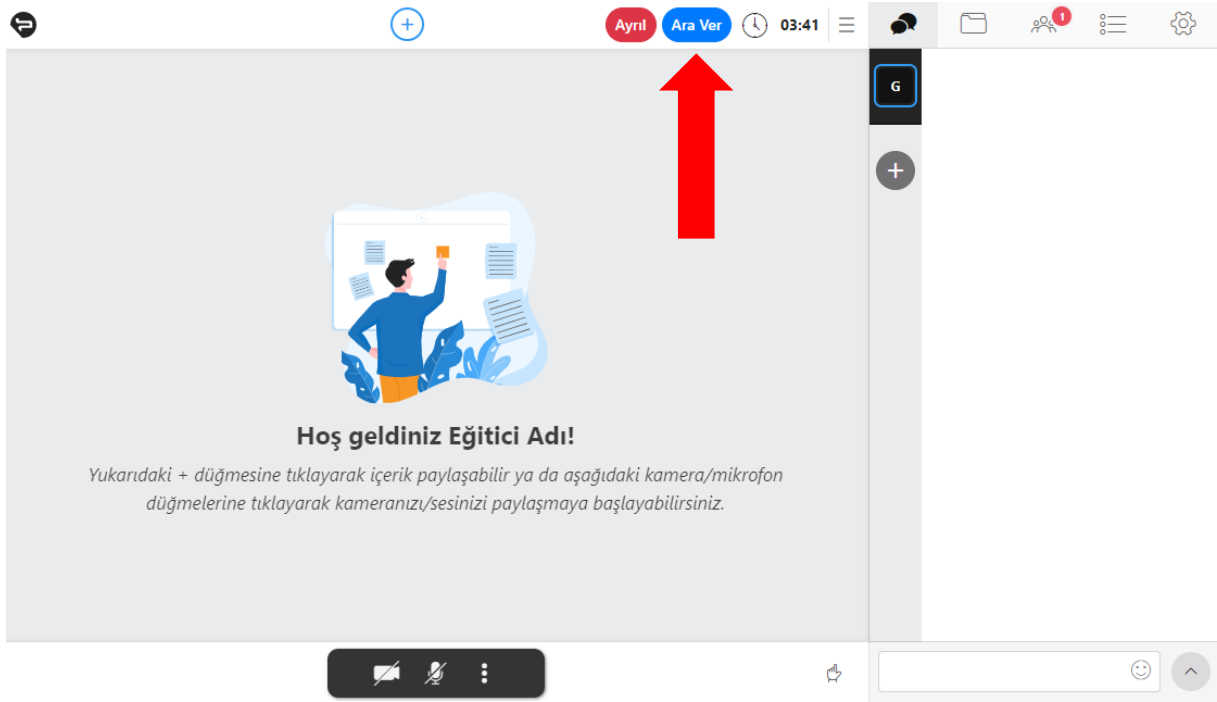 Ayrıl Ara Ver 03:41
1
G
Hoş geldiniz Eğitici Adı!
Yukarıdaki + düğmesine tıklayarak içerik paylaşabilir ya da aşağıdaki kamera/mikrofon
düğmelerine tıklayarak kameranızı/sesinizi paylaşmaya başlayabilirsiniz.